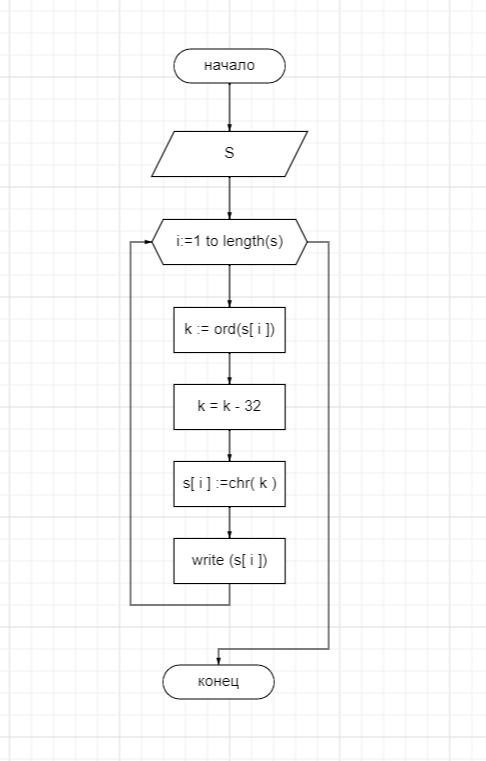 начало
S
i:=1 to length(s)
k := ord(s[ i ])
k = k - 32
s[ i ] :=chr( k )
write (s[ i ])
конец